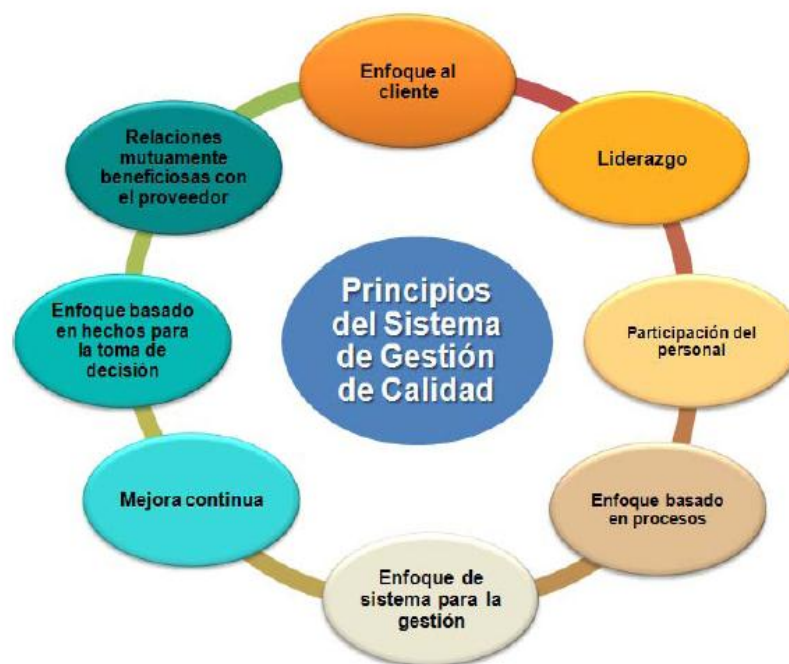 Enfoque al
cliente
Liderazgo
Participación del
personal
Enfoque basado
en procesos
Enfoque de
sistema para la
gestión
Mejora continua
Enfoque basado
en hechos para
la toma de
decisión
Relaciones
mutuamente
beneficiosas con
el proveedor
Principios
del Sistema
de Gestión
de Calidad